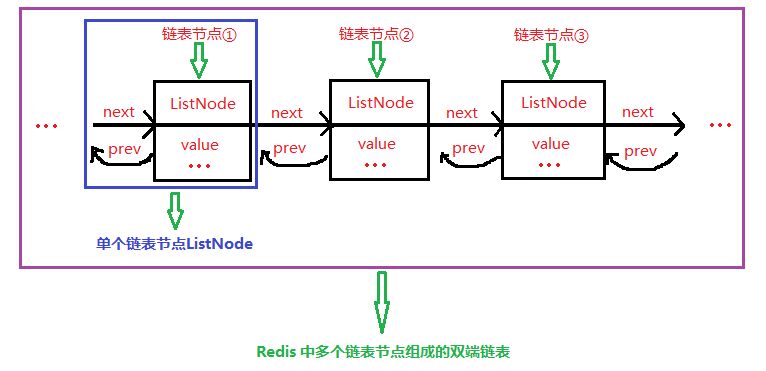 链表节点① 链表节点② 链表节点③
ListNode ListNode ListNode
… next next next next …
prev value prev value prev value prev
… … …
单个链表节点ListNode
Redis 中多个链表节点组成的双端链表